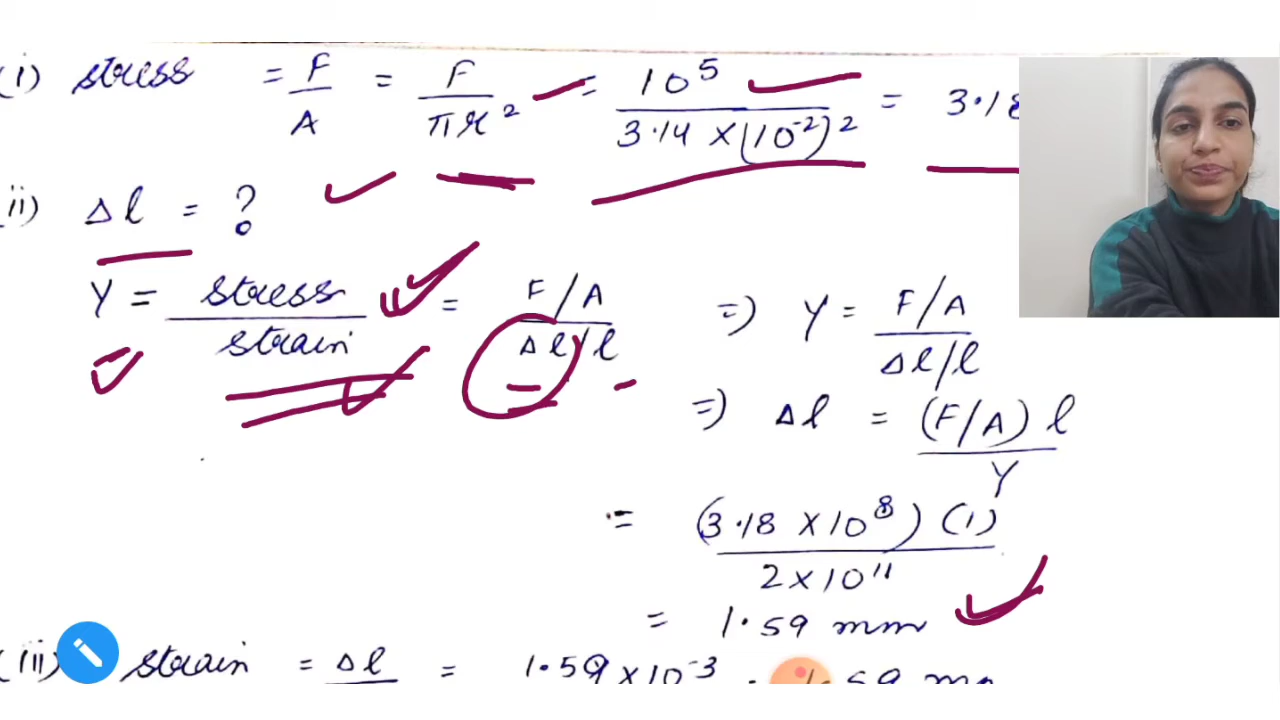 (i) stress = F/A = F/πr² = 10⁵/3.14 × (10⁻²)² = 3.18
(ii) Δl = ?
Y = stress/strain = F/A / Δl/l ⇒ Y = F/A / Δl/l
⇒ Δl = (F/A) l / Y
= (3.18 × 10⁸) (1) / 2 × 10¹¹
= 1.59 mm
(iii) strain = Δl = 1.59 × 10⁻³